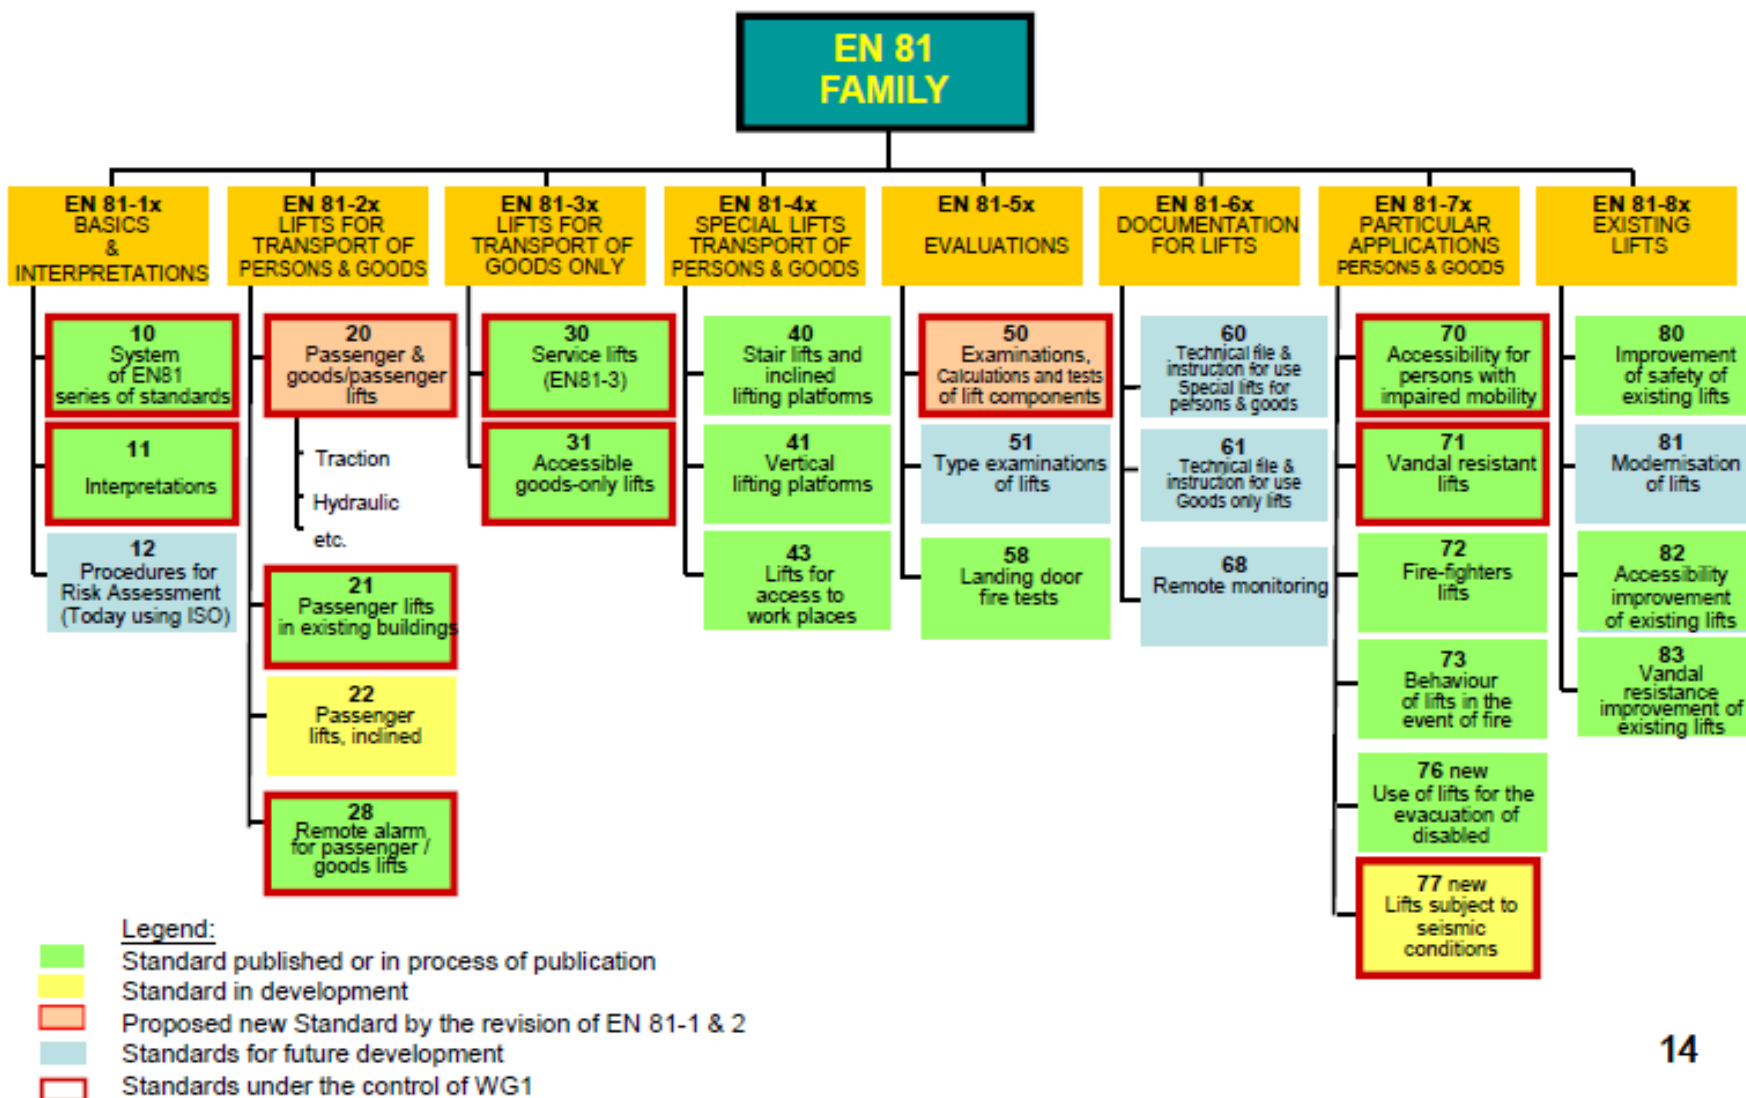 EN 81
FAMILY
EN 81-1x
BASICS
&
INTERPRETATIONS
10
System
of EN81
series of standards
11
Interpretations
12
Procedures for
Risk Assessment
(Today using ISO)
EN 81-2x
LIFTS FOR
TRANSPORT OF
PERSONS & GOODS
20
Passenger &
goods/passenger
lifts
Traction
Hydraulic
etc.
21
Passenger lifts
in existing buildings
22
Passenger
lifts, inclined
28
Remote alarm
for passenger /
goods lifts
EN 81-3x
LIFTS FOR
TRANSPORT OF
GOODS ONLY
30
Service lifts
(EN81-3)
31
Accessible
goods-only lifts
EN 81-4x
SPECIAL LIFTS
TRANSPORT OF
PERSONS & GOODS
40
Stair lifts and
inclined
lifting platforms
41
Vertical
lifting platforms
43
Lifts for
access to
work places
EN 81-5x
EVALUATIONS
50
Examinations,
Calculations and tests
of lift components
51
Type examinations
of lifts
58
Landing door
fire tests
EN 81-6x
DOCUMENTATION
FOR LIFTS
60
Technical file &
instruction for use
Special lifts for
persons & goods
61
Technical file &
instruction for use
Goods only lifts
68
Remote monitoring
EN 81-7x
PARTICULAR
APPLICATIONS
PERSONS & GOODS
70
Accessibility for
persons with
impaired mobility
71
Vandal resistant
lifts
72
Fire-fighters
lifts
73
Behaviour
of lifts in the
event of fire
76 new
Use of lifts for the
evacuation of
disabled
77 new
Lifts subject to
seismic
conditions
EN 81-8x
EXISTING
LIFTS
80
Improvement
of safety of
existing lifts
81
Modernisation
of lifts
82
Accessibility
improvement
of existing lifts
83
Vandal
resistance
improvement of
existing lifts
Legend:
Standard published or in process of publication
Standard in development
Proposed new Standard by the revision of EN 81-1 & 2
Standards for future development
Standards under the control of WG1
14